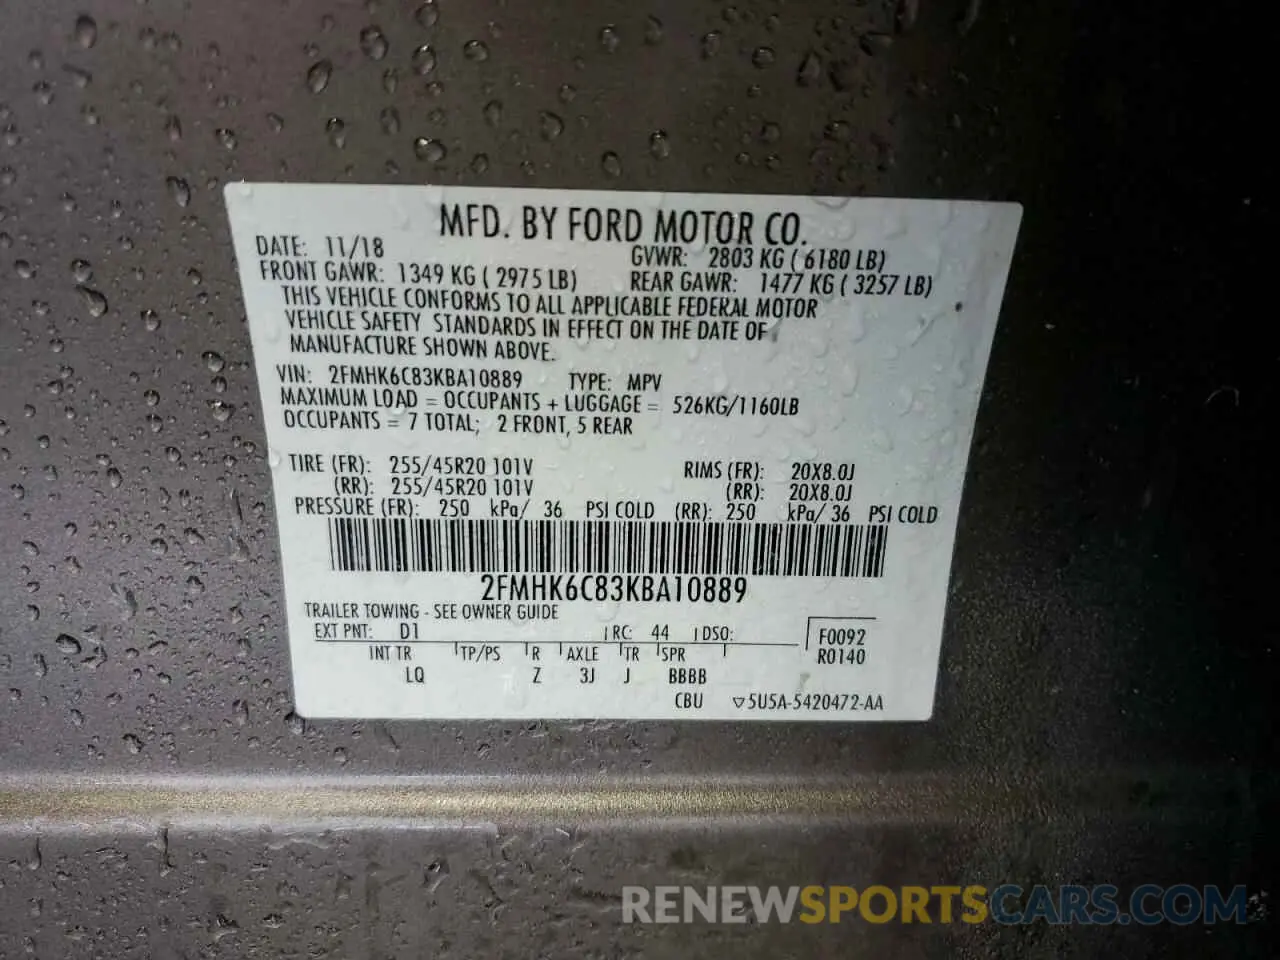 MFD. BY FORD MOTOR CO.
DATE: 11/18 GVWR: 2803 KG ( 6180 LB)
FRONT GAWR: 1349 KG ( 2975 LB) REAR GAWR: 1477 KG ( 3257 LB)
THIS VEHICLE CONFORMS TO ALL APPLICABLE FEDERAL MOTOR
VEHICLE SAFETY STANDARDS IN EFFECT ON THE DATE OF
MANUFACTURE SHOWN ABOVE.
VIN: 2FMHK6C83KBA10889 TYPE: MPV
MAXIMUM LOAD = OCCUPANTS + LUGGAGE = 526KG/1160LB
OCCUPANTS = 7 TOTAL; 2 FRONT, 5 REAR
TIRE (FR): 255/45R20 101V RIMS (FR): 20X8.0J
(RR): 255/45R20 101V (RR): 20X8.0J
PRESSURE (FR): 250 kPa/ 36 PSI COLD (RR): 250 kPa/ 36 PSI COLD
2FMHK6C83KBA10889
TRAILER TOWING - SEE OWNER GUIDE
EXT PNT: D1 RC: 44 DSO: F0092
INT TR TP/PS R AXLE TR SPR R0140
LQ Z 3J J BBBB
CBU ▽5U5A-5420472-AA
RENEWSPORTSCARS.COM